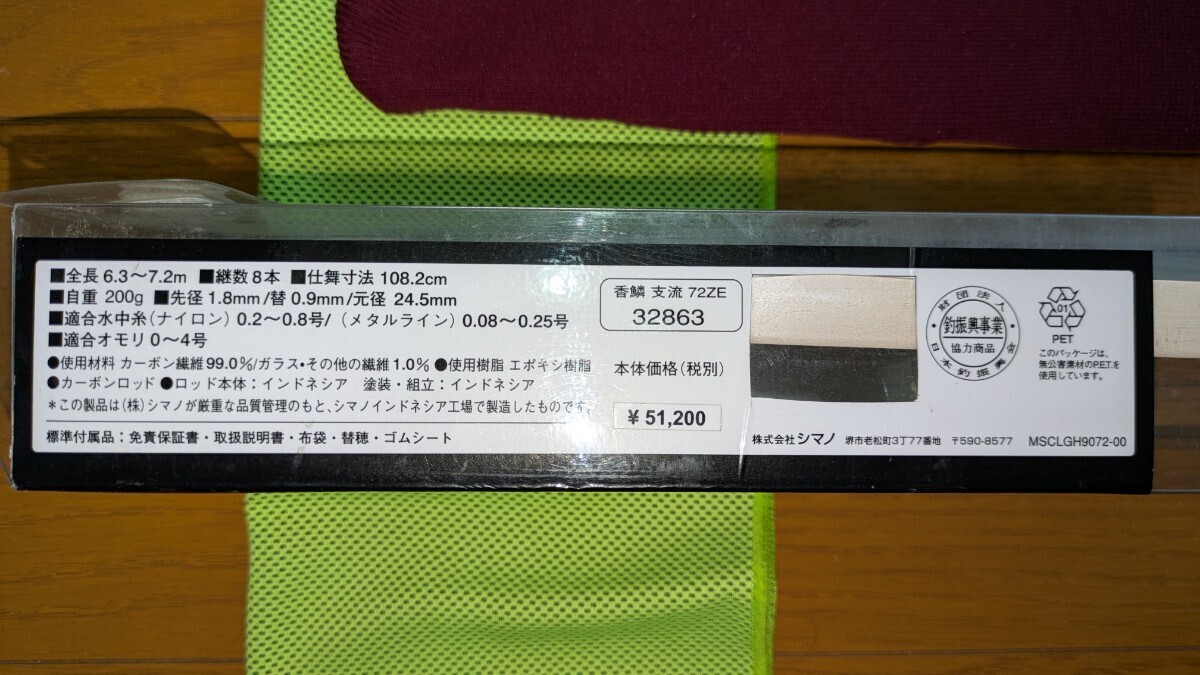 ■全長 6.3〜7.2m ■継数 8本 ■仕舞寸法 108.2cm
■自重 200g ■先径 1.8mm/替 0.9mm/元径 24.5mm
■適合水中糸(ナイロン) 0.2〜0.8号/(メタルライン) 0.08〜0.25号
■適合オモリ 0〜4号
●使用材料 カーボン繊維99.0%/ガラス・その他の繊維1.0% ●使用樹脂 エポキシ樹脂
●カーボンロッド ●ロッド本体:インドネシア 塗装・組立:インドネシア
*この製品は(株)シマノが厳重な品質管理のもと、シマノインドネシア工場で製造したものです。
標準付属品:免責保証書・取扱説明書・布袋・替穂・ゴムシート
香鱗 支流 72ZE
32863
本体価格(税別)
¥51,200
財団法人
釣振興事業
協力商品
日本釣振興会
01
PET
このパッケージは、
無公害素材のP.E.T.を
使用しています。
株式会社シマノ 堺市老松町3丁77番地 〒590-8577 MSCLGH9072-00